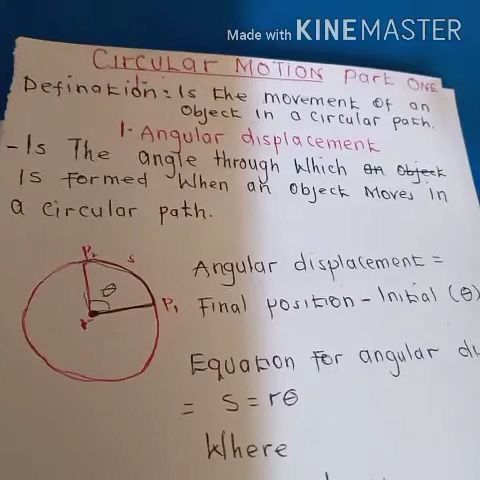 Made with KINEMASTER
CIRCULAR MOTION Part ONE
Defination:- Is the movement of an
object in a circular path.
1- Angular displacement
- Is The angle through which an object
Is formed when an object Moves in
a circular path.
P2 s
θ
r
P1
Angular displacement =
Final position - Initial (θ)
Equation for angular
= S = rθ
Where